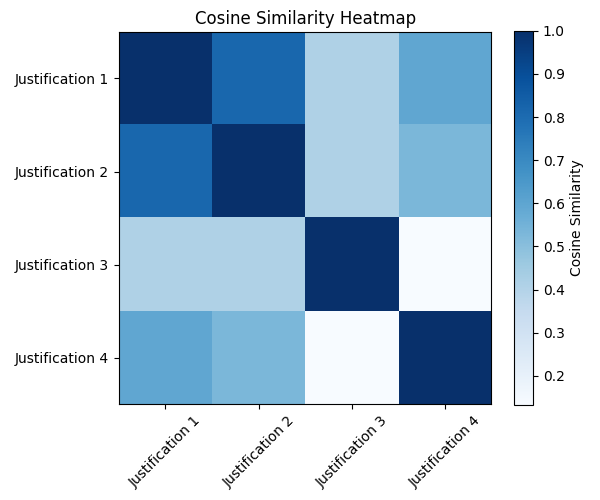 Cosine Similarity Heatmap
Justification 1
Justification 2
Justification 3
Justification 4
Justification 1
Justification 2
Justification 3
Justification 4
1.0
0.9
0.8
0.7
0.6
0.5
0.4
0.3
0.2
Cosine Similarity